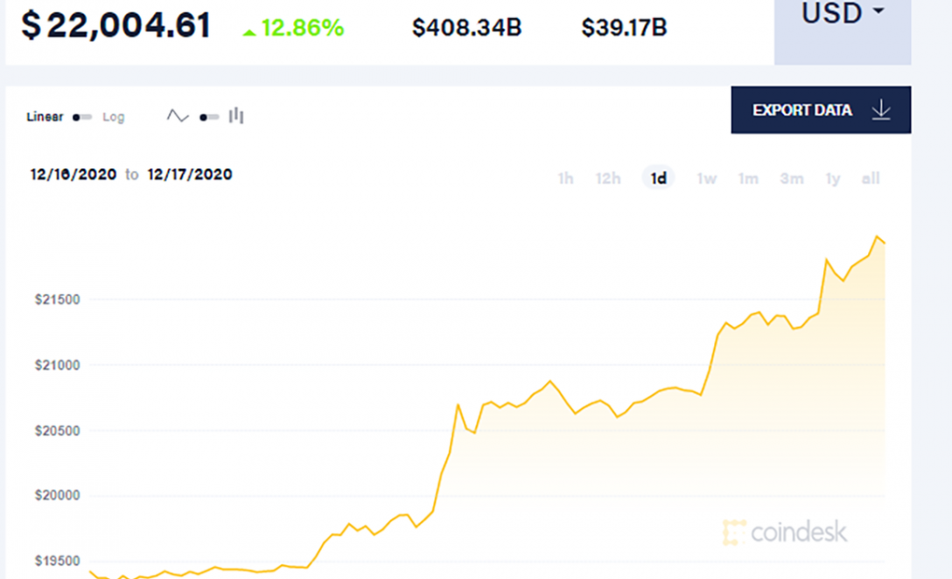 $22,004.61 12.86% $408.34B $39.17B USD
Linear Log EXPORT DATA
12/16/2020 to 12/17/2020 1h 12h 1d 1w 1m 3m 1y all
$21500
$21000
$20500
$20000
coindesk
$19500